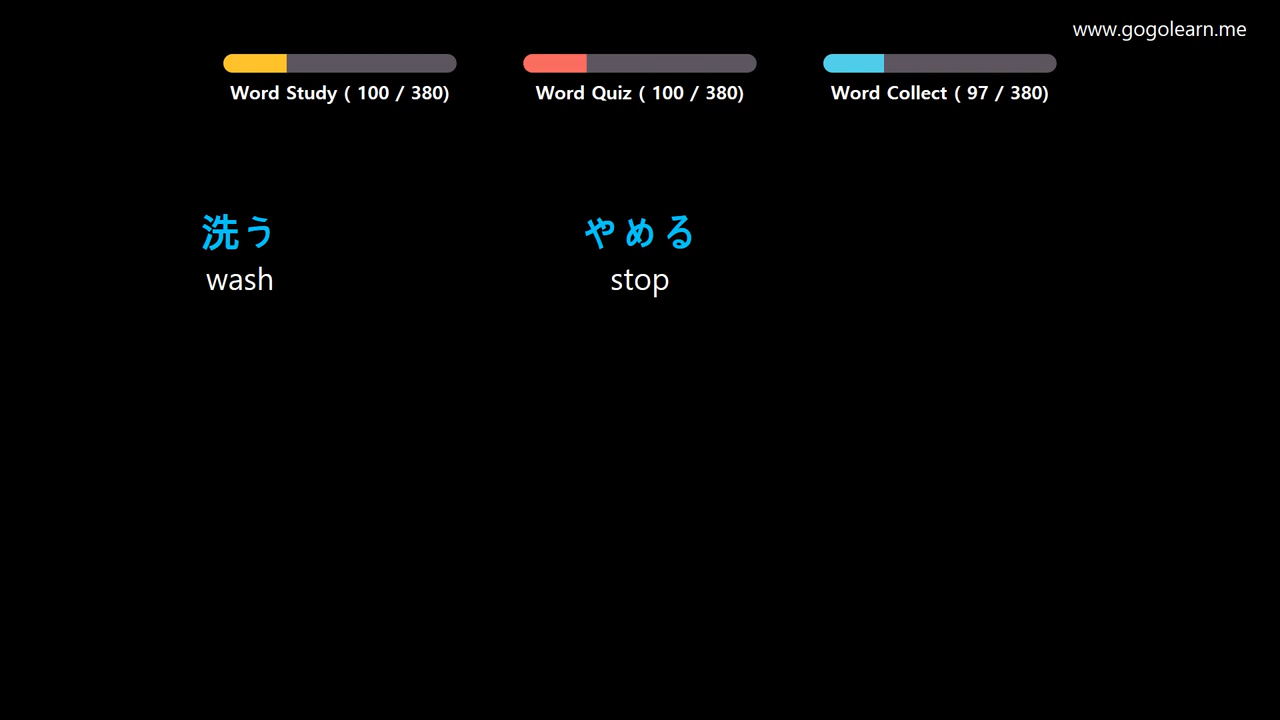 www.gogolearn.me
Word Study ( 100 / 380)
Word Quiz ( 100 / 380)
Word Collect ( 97 / 380)
洗う
wash
やめる
stop